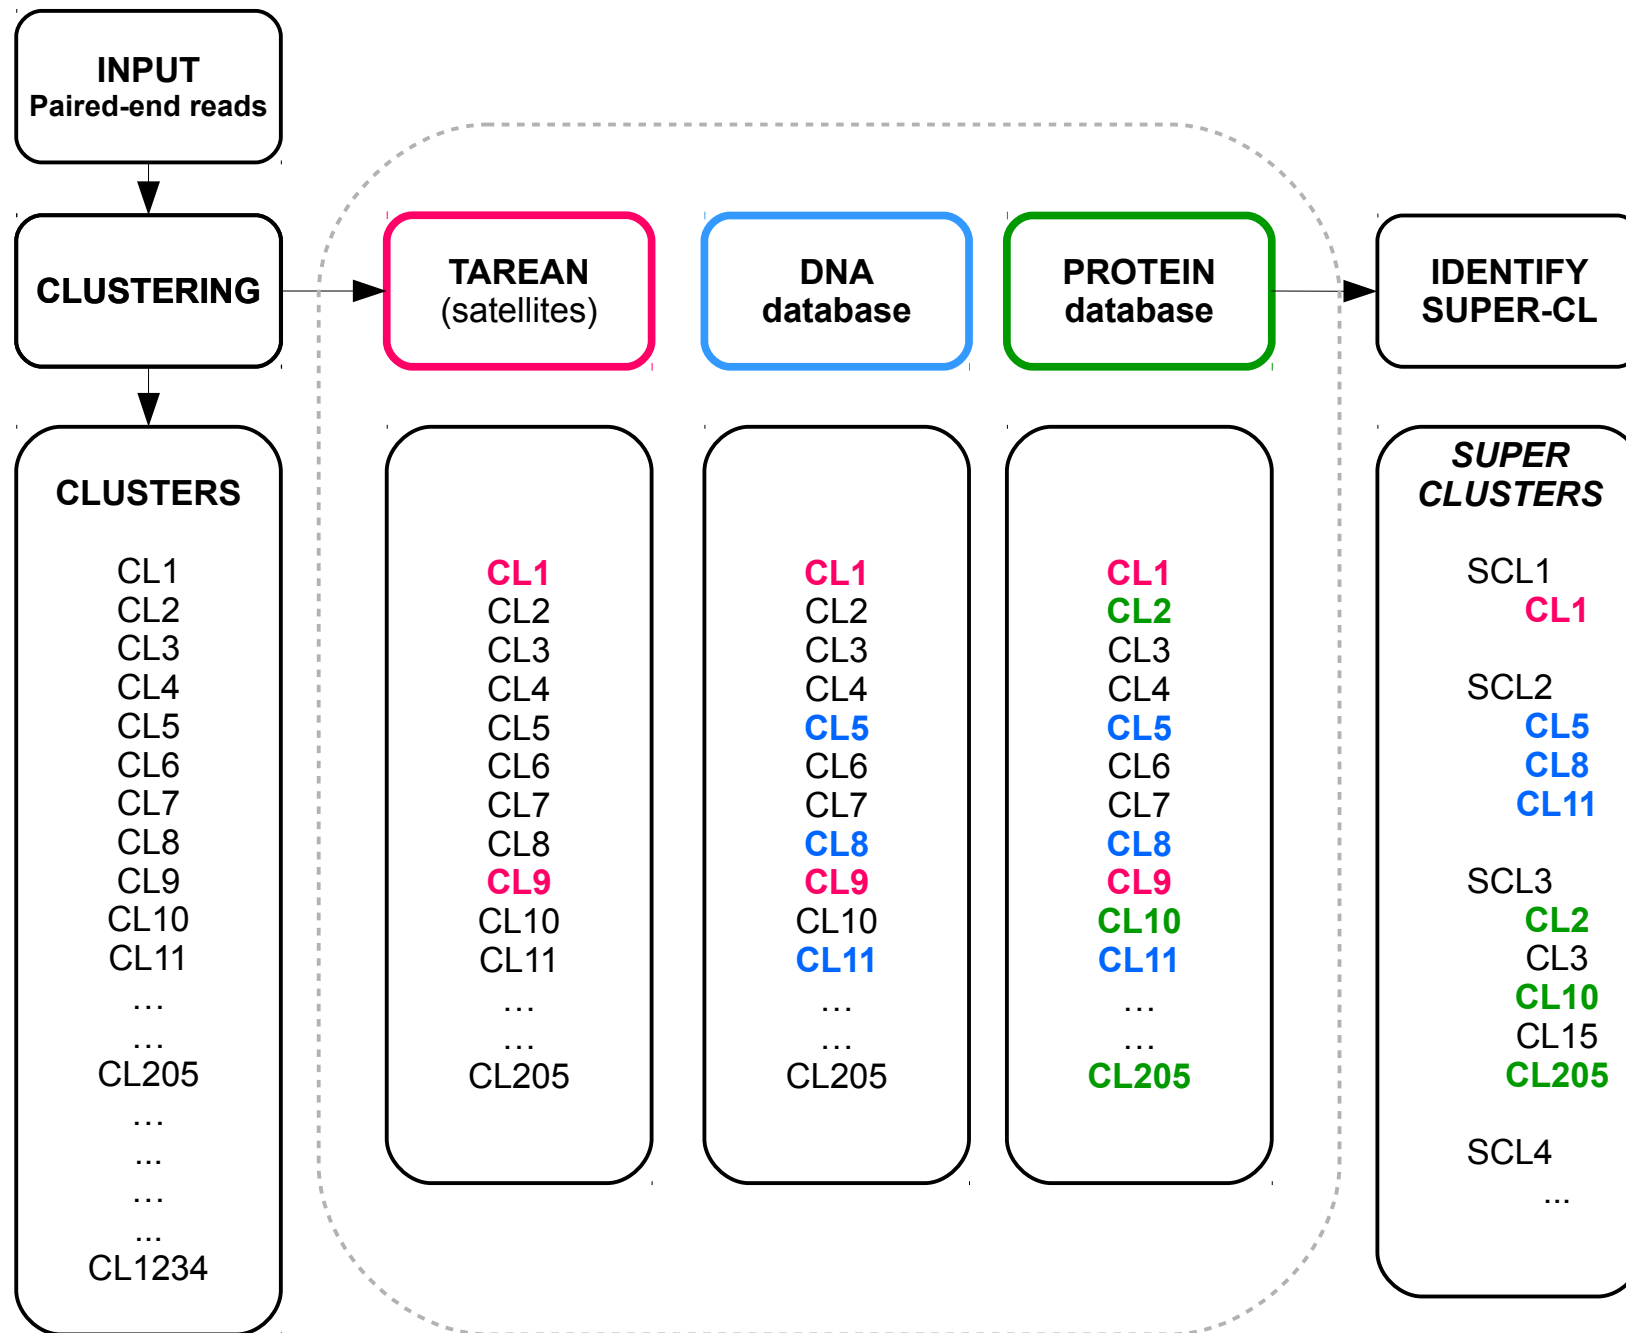 INPUT
Paired-end reads
CLUSTERING
TAREAN
(satellites)
DNA
database
PROTEIN
database
IDENTIFY
SUPER-CL
CLUSTERS
CL1
CL2
CL3
CL4
CL5
CL6
CL7
CL8
CL9
CL10
CL11
...
...
CL205
...
...
...
...
CL1234
CL1
CL2
CL3
CL4
CL5
CL6
CL7
CL8
CL9
CL10
CL11
...
...
CL205
CL1
CL2
CL3
CL4
CL5
CL6
CL7
CL8
CL9
CL10
CL11
...
...
CL205
CL1
CL2
CL3
CL4
CL5
CL6
CL7
CL8
CL9
CL10
CL11
...
...
CL205
SUPER
CLUSTERS
SCL1
CL1
SCL2
CL5
CL8
CL11
SCL3
CL2
CL3
CL10
CL15
CL205
SCL4
...